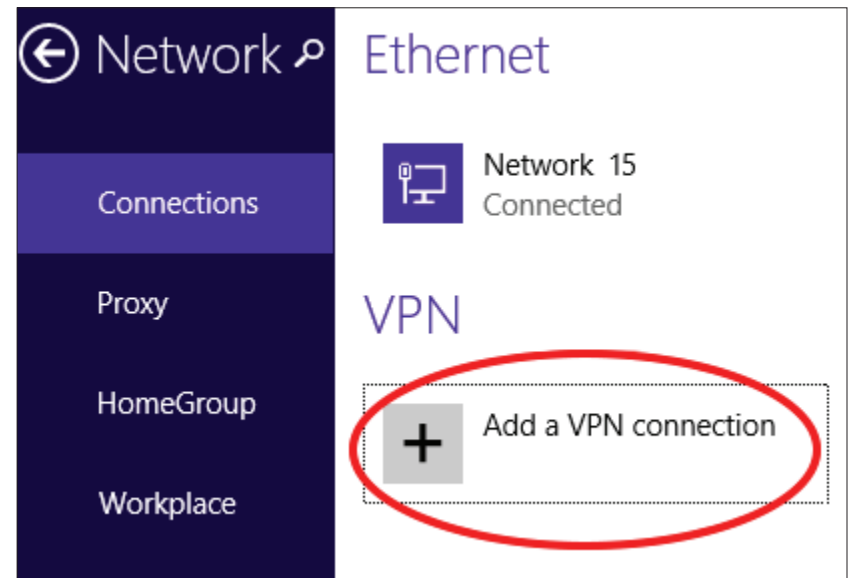 Network
Connections
Proxy
HomeGroup
Workplace
Ethernet
Network 15
Connected
VPN
Add a VPN connection